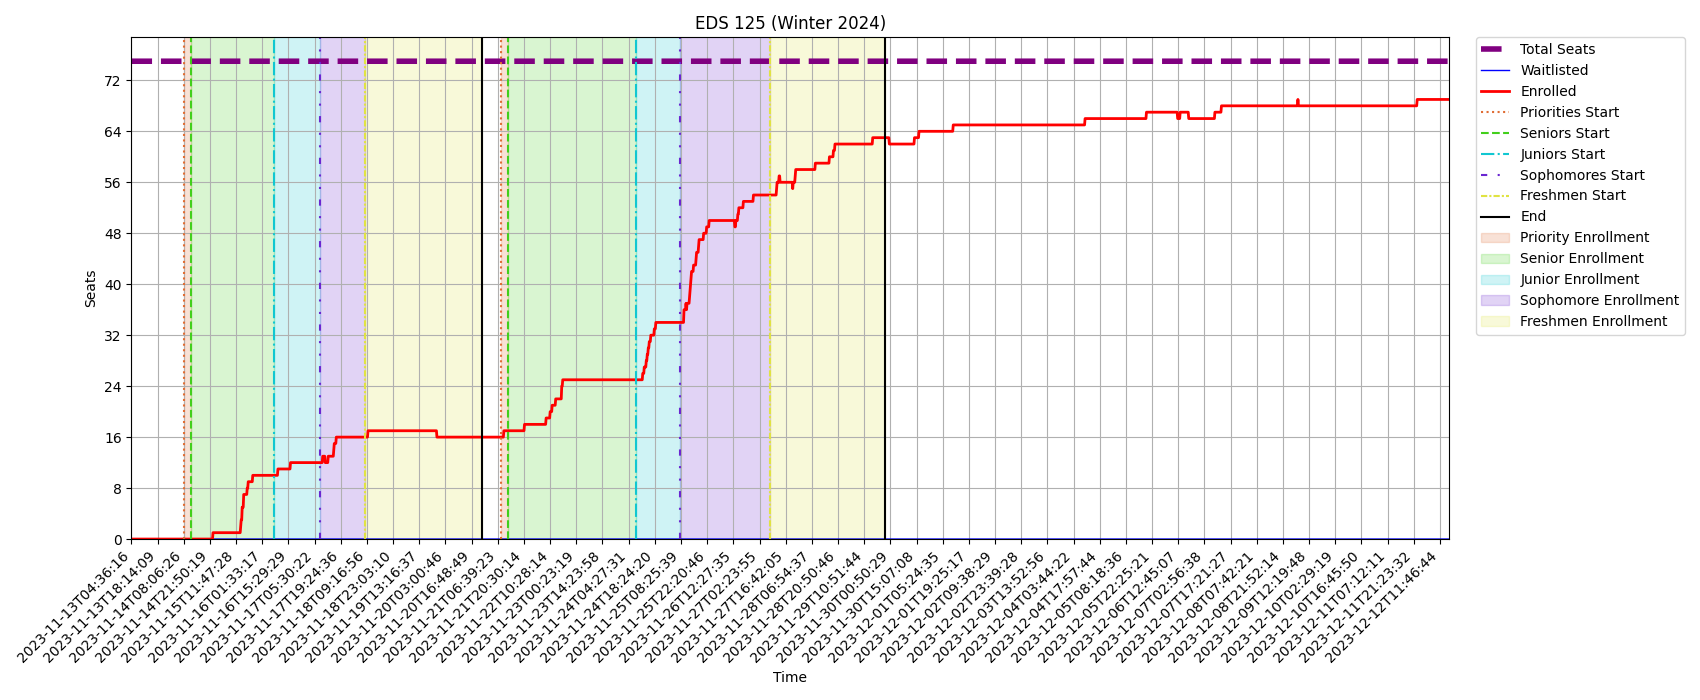 EDS 125 (Winter 2024)
Total Seats
Waitlisted
Enrolled
Priorities Start
Seniors Start
Juniors Start
Sophomores Start
Freshmen Start
End
Priority Enrollment
Senior Enrollment
Junior Enrollment
Sophomore Enrollment
Freshmen Enrollment
Seats
72
64
56
48
40
32
24
16
8
0
2023-11-13T04:36:16
2023-11-13T18:14:09
2023-11-14T08:06:26
2023-11-14T21:50:19
2023-11-15T11:47:28
2023-11-16T01:33:17
2023-11-16T15:29:29
2023-11-17T05:30:22
2023-11-17T19:24:36
2023-11-18T09:16:56
2023-11-18T23:03:10
2023-11-19T13:16:37
2023-11-20T03:00:46
2023-11-20T16:48:49
2023-11-21T06:39:23
2023-11-21T20:30:14
2023-11-22T10:28:14
2023-11-23T00:23:19
2023-11-23T14:23:58
2023-11-24T04:27:31
2023-11-24T18:24:20
2023-11-25T08:25:39
2023-11-25T22:20:46
2023-11-26T12:27:35
2023-11-27T02:23:55
2023-11-27T16:42:05
2023-11-28T06:54:37
2023-11-28T20:50:46
2023-11-29T10:51:44
2023-11-30T00:50:29
2023-11-30T15:07:08
2023-12-01T05:24:35
2023-12-01T19:25:17
2023-12-02T09:38:29
2023-12-02T23:39:28
2023-12-03T13:52:56
2023-12-04T03:44:22
2023-12-04T17:57:44
2023-12-05T08:18:36
2023-12-05T22:25:21
2023-12-06T12:45:07
2023-12-07T02:56:38
2023-12-07T17:21:27
2023-12-08T07:42:21
2023-12-08T21:52:14
2023-12-09T12:19:48
2023-12-10T02:29:19
2023-12-10T16:45:50
2023-12-11T07:12:11
2023-12-11T21:23:32
2023-12-12T11:46:44
Time